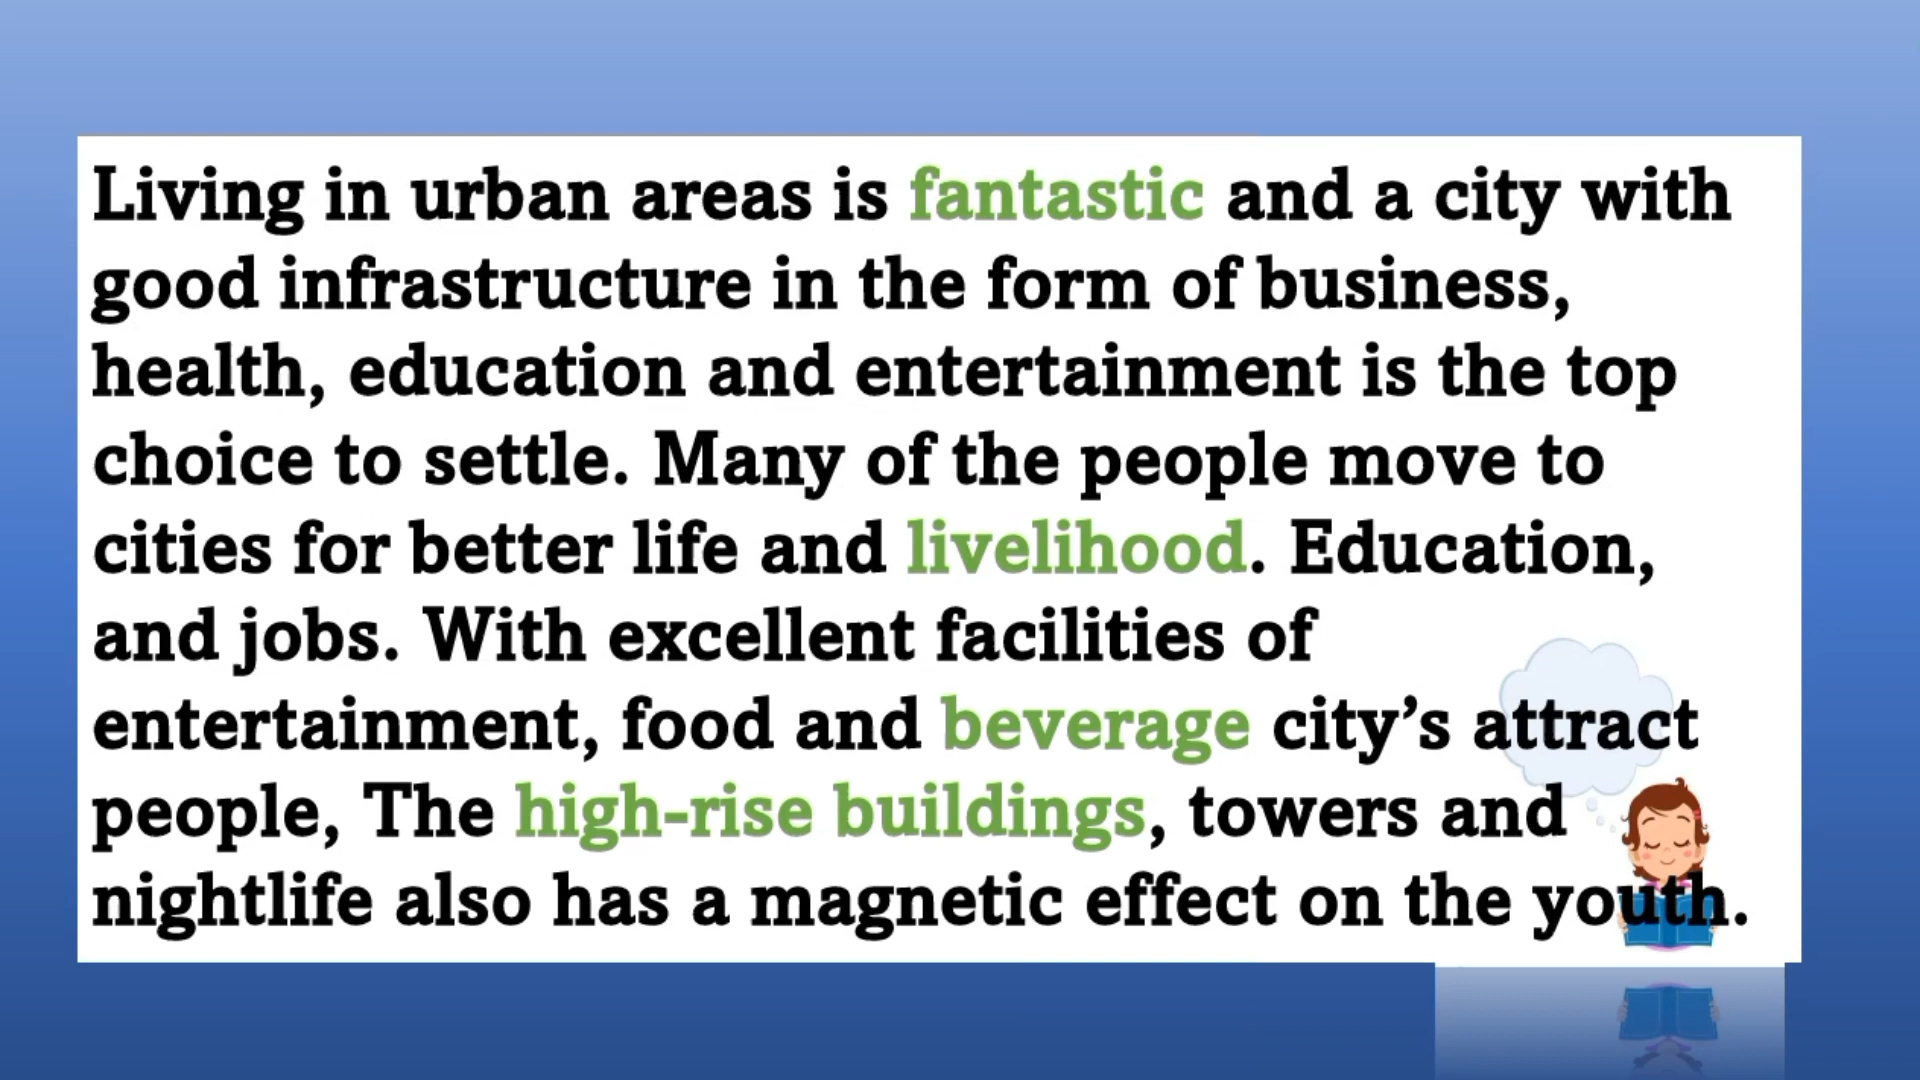 Living in urban areas is fantastic and a city with
good infrastructure in the form of business,
health, education and entertainment is the top
choice to settle. Many of the people move to
cities for better life and livelihood. Education,
and jobs. With excellent facilities of
entertainment, food and beverage city’s attract
people, The high-rise buildings, towers and
nightlife also has a magnetic effect on the youth.